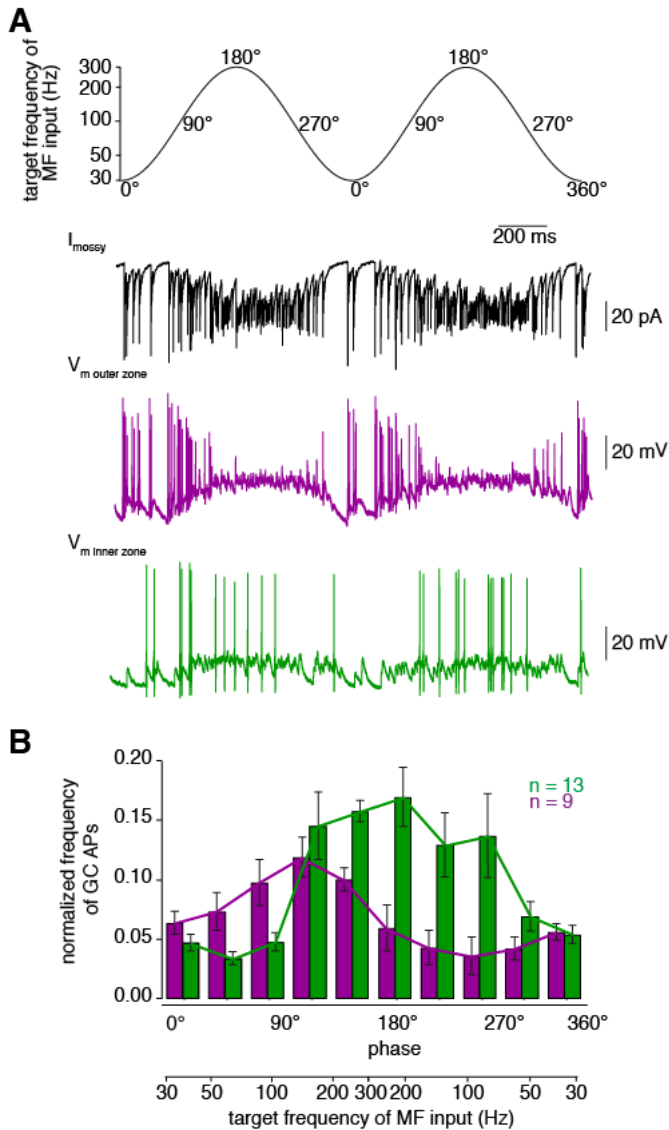 A
target frequency of
MF input (Hz)
300
200
100
50
30
180°
180°
90°
270°
90°
270°
0°
0°
360°
200 ms
I mossy
20 pA
V m outer zone
20 mV
V m inner zone
20 mV
B
normalized frequency
of GC APs
0.20
0.15
0.10
0.05
0.00
n = 13
n = 9
0° 90° 180° 270° 360°
phase
30 50 100 200 300 200 100 50 30
target frequency of MF input (Hz)